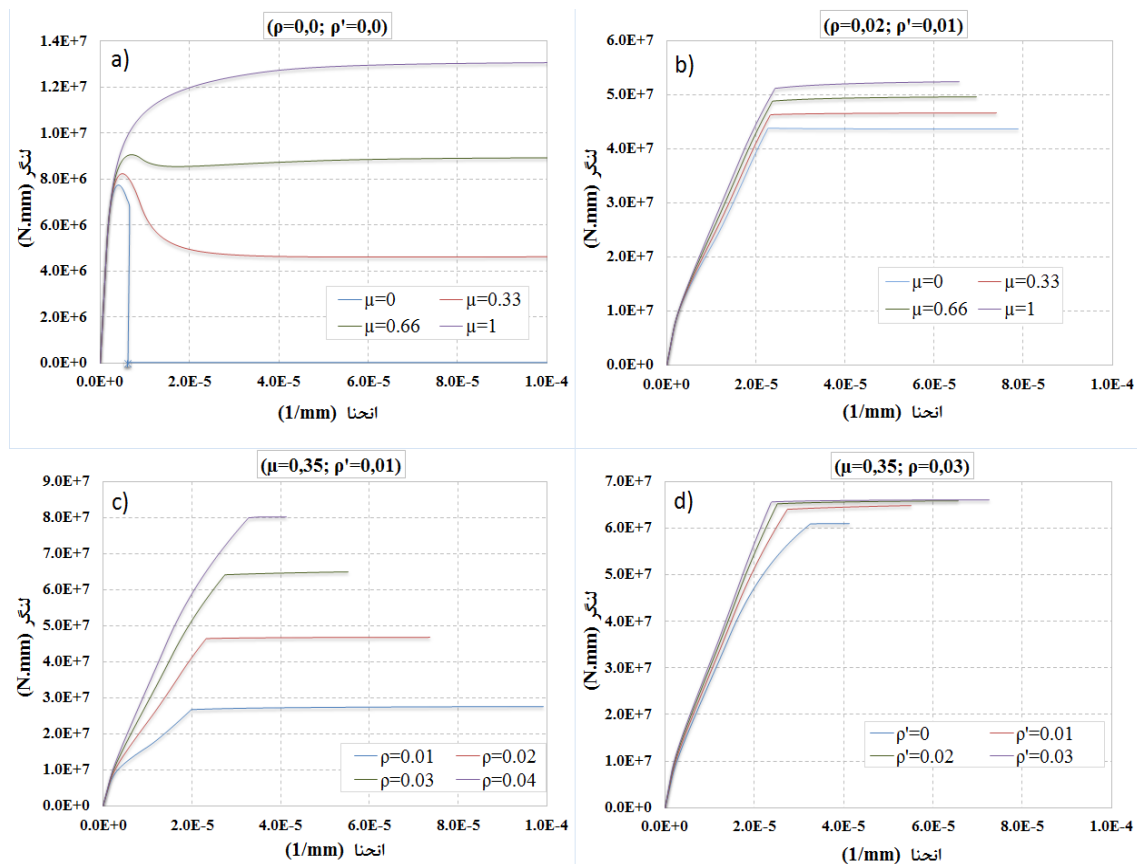 (ρ=0,0; ρ'=0,0)
a)
1.4E+7
1.2E+7
1.0E+7
8.0E+6
6.0E+6
4.0E+6
2.0E+6
0.0E+0
لنگر (N.mm)
μ=0
μ=0.33
μ=0.66
μ=1
0.0E+0
2.0E-5
4.0E-5
6.0E-5
8.0E-5
1.0E-4
انحنا (1/mm)
(ρ=0,02; ρ'=0,01)
b)
6.0E+7
5.0E+7
4.0E+7
3.0E+7
2.0E+7
1.0E+7
0.0E+0
لنگر (N.mm)
μ=0
μ=0.33
μ=0.66
μ=1
0.0E+0
2.0E-5
4.0E-5
6.0E-5
8.0E-5
1.0E-4
انحنا (1/mm)
(μ=0,35; ρ'=0,01)
c)
9.0E+7
8.0E+7
7.0E+7
6.0E+7
5.0E+7
4.0E+7
3.0E+7
2.0E+7
1.0E+7
0.0E+0
لنگر (N.mm)
ρ=0.01
ρ=0.02
ρ=0.03
ρ=0.04
0.0E+0
2.0E-5
4.0E-5
6.0E-5
8.0E-5
1.0E-4
انحنا (1/mm)
(μ=0,35; ρ=0,03)
d)
7.0E+7
6.0E+7
5.0E+7
4.0E+7
3.0E+7
2.0E+7
1.0E+7
0.0E+0
لنگر (N.mm)
ρ'=0
ρ'=0.01
ρ'=0.02
ρ'=0.03
0.0E+0
2.0E-5
4.0E-5
6.0E-5
8.0E-5
1.0E-4
انحنا (1/mm)